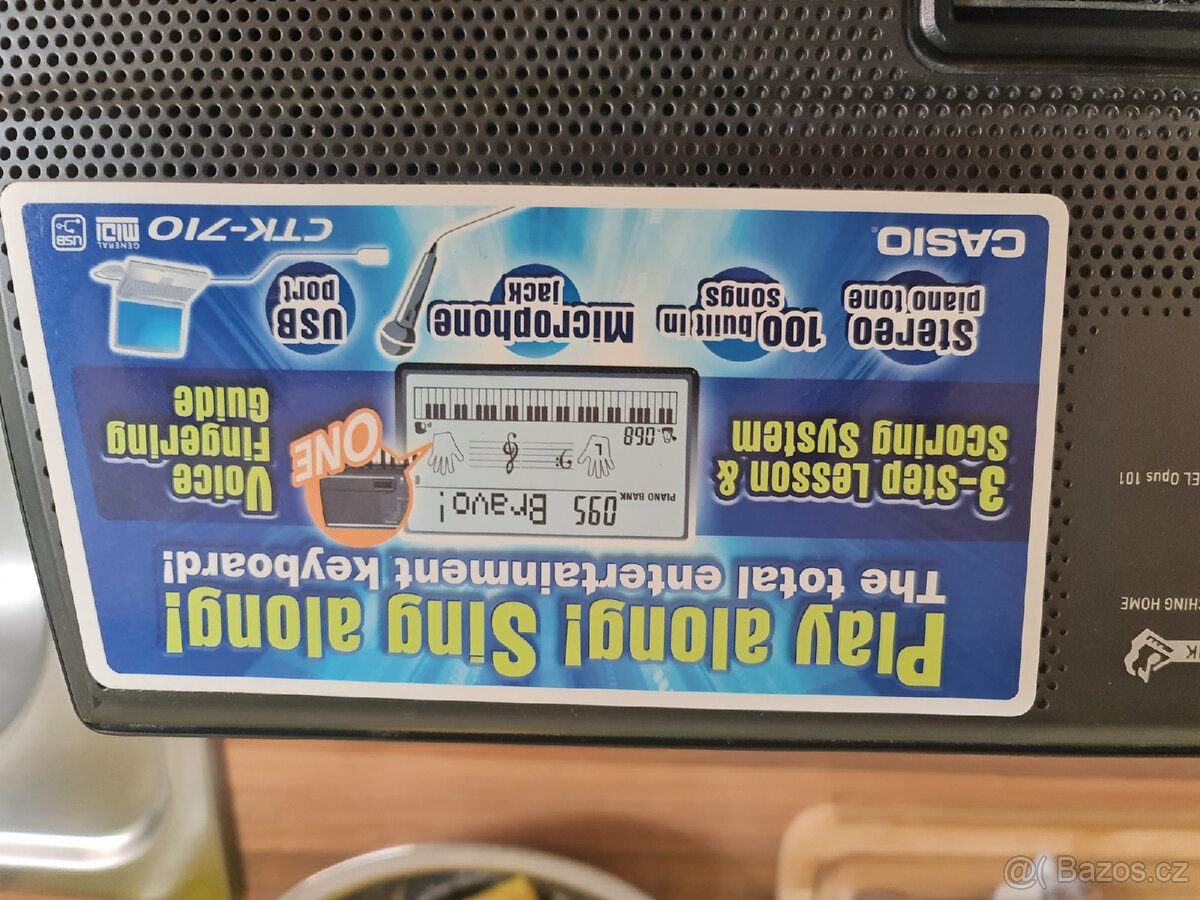 Play along! Sing along!
The total entertainment keyboard!
3-Step Lesson &
Scoring System
PIANO BANK
095 Bravo!
068
L
ONE
Voice
Fingering
Guide
Stereo
piano tone
100 built in
songs
Microphone
jack
USB
port
CASIO
CTK-710
GENERAL
MIDI
USB
EL Opus 101
CHING HOME
NK
Bazos.cz